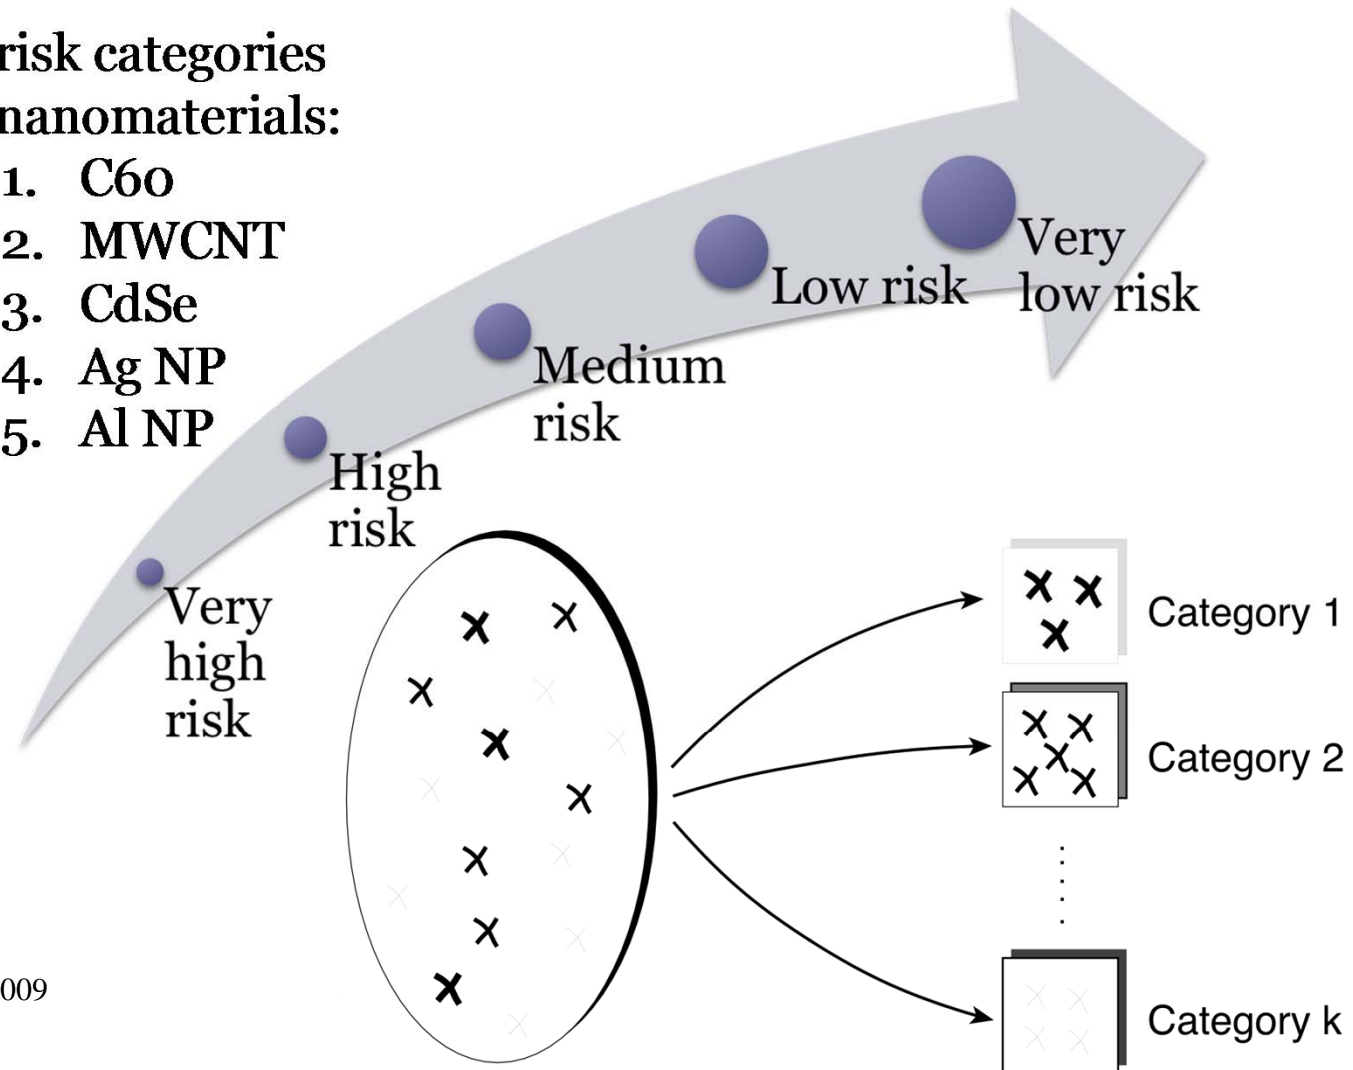 risk categories
nanomaterials:
1. C60
2. MWCNT
3. CdSe
4. Ag NP
5. Al NP
Very
low risk
Low risk
Medium
risk
High
risk
Very
high
risk
Category 1
Category 2
Category k
009